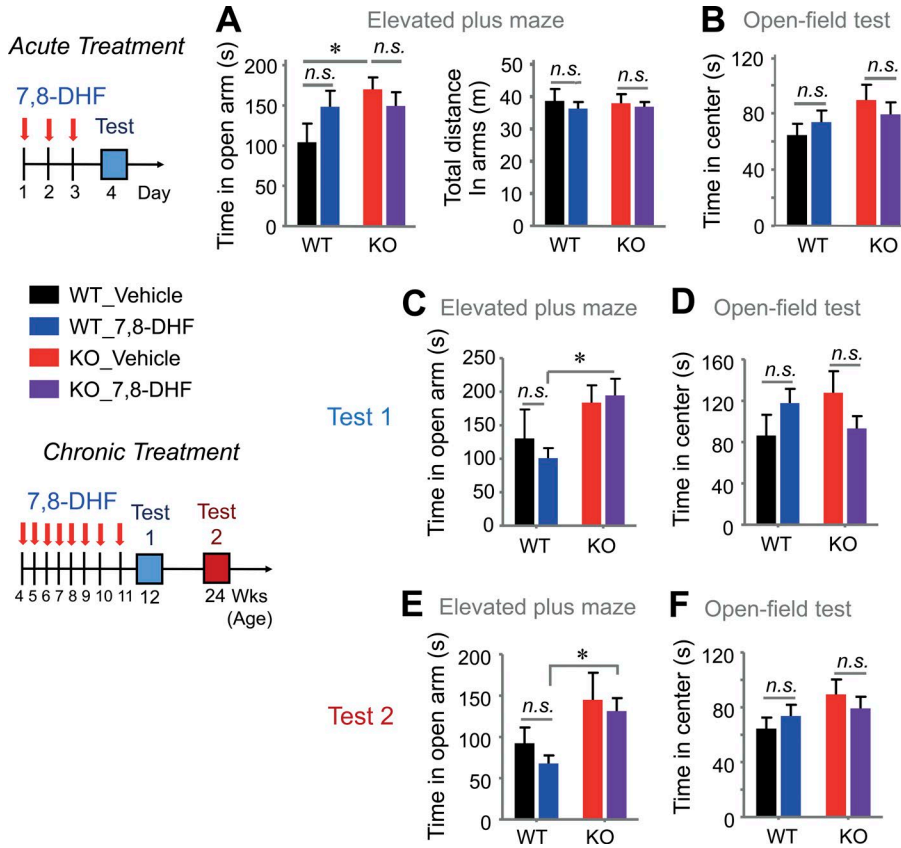 Acute Treatment
7,8-DHF
Test
1 2 3 4 Day
A
Elevated plus maze
Time in open arm (s)
200
150
100
50
0
*
n.s.
n.s.
WT KO
Total distance
In arms (m)
50
40
30
20
10
0
n.s.
n.s.
WT KO
B
Open-field test
Time in center (s)
120
80
40
0
n.s.
n.s.
WT KO
WT_Vehicle
WT_7,8-DHF
KO_Vehicle
KO_7,8-DHF
Chronic Treatment
7,8-DHF
Test
1
Test
2
4 5 6 7 8 9 10 11 12 24 Wks
(Age)
Test 1
C
Elevated plus maze
Time in open arm (s)
250
200
150
100
50
0
n.s.
*
WT KO
D
Open-field test
Time in center (s)
160
120
80
40
0
n.s.
n.s.
WT KO
Test 2
E
Elevated plus maze
Time in open arm (s)
200
150
100
50
0
n.s.
*
WT KO
F
Open-field test
Time in center (s)
120
80
40
0
n.s.
n.s.
WT KO